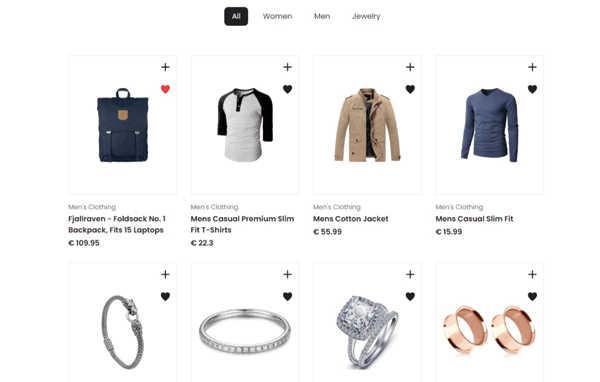 All
Women
Men
Jewelry
Men's Clothing
Fjallraven - Foldsack No. 1
Backpack, Fits 15 Laptops
€ 109.95
Men's Clothing
Mens Casual Premium Slim
Fit T-Shirts
€ 22.3
Men's Clothing
Mens Cotton Jacket
€ 55.99
Men's Clothing
Mens Casual Slim Fit
€ 15.99